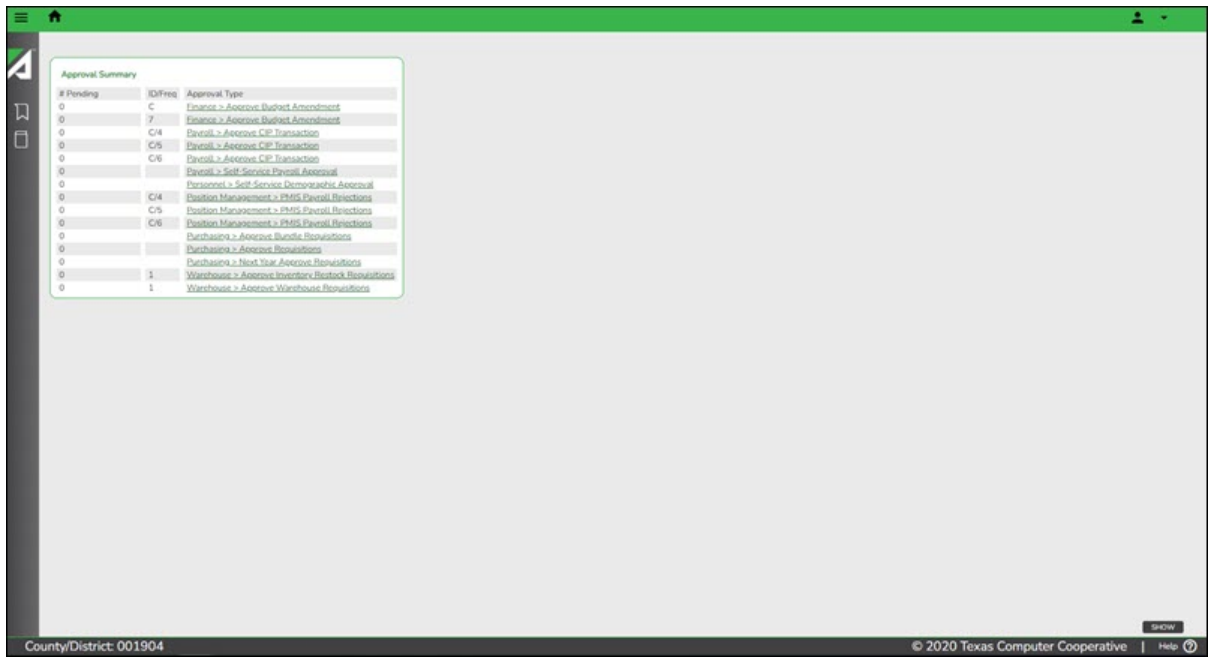 Approval Summary
# Pending ID/Freq Approval Type
0 C Finance > Approve Budget Amendment
0 7 Finance > Approve Budget Amendment
0 C/4 Payroll > Approve CIP Transaction
0 C/5 Payroll > Approve CIP Transaction
0 C/6 Payroll > Approve CIP Transaction
0 Payroll > Self-Service Payroll Approval
0 Personnel > Self-Service Demographic Approval
0 C/4 Position Management > PMIS Payroll Rejections
0 C/5 Position Management > PMIS Payroll Rejections
0 C/6 Position Management > PMIS Payroll Rejections
0 Purchasing > Approve Bundle Requisitions
0 Purchasing > Approve Requisitions
0 Purchasing > Next Year Approve Requisitions
0 1 Warehouse > Approve Inventory Restock Requisitions
0 1 Warehouse > Approve Warehouse Requisitions
SHOW
County/District: 001904 © 2020 Texas Computer Cooperative | Help ?